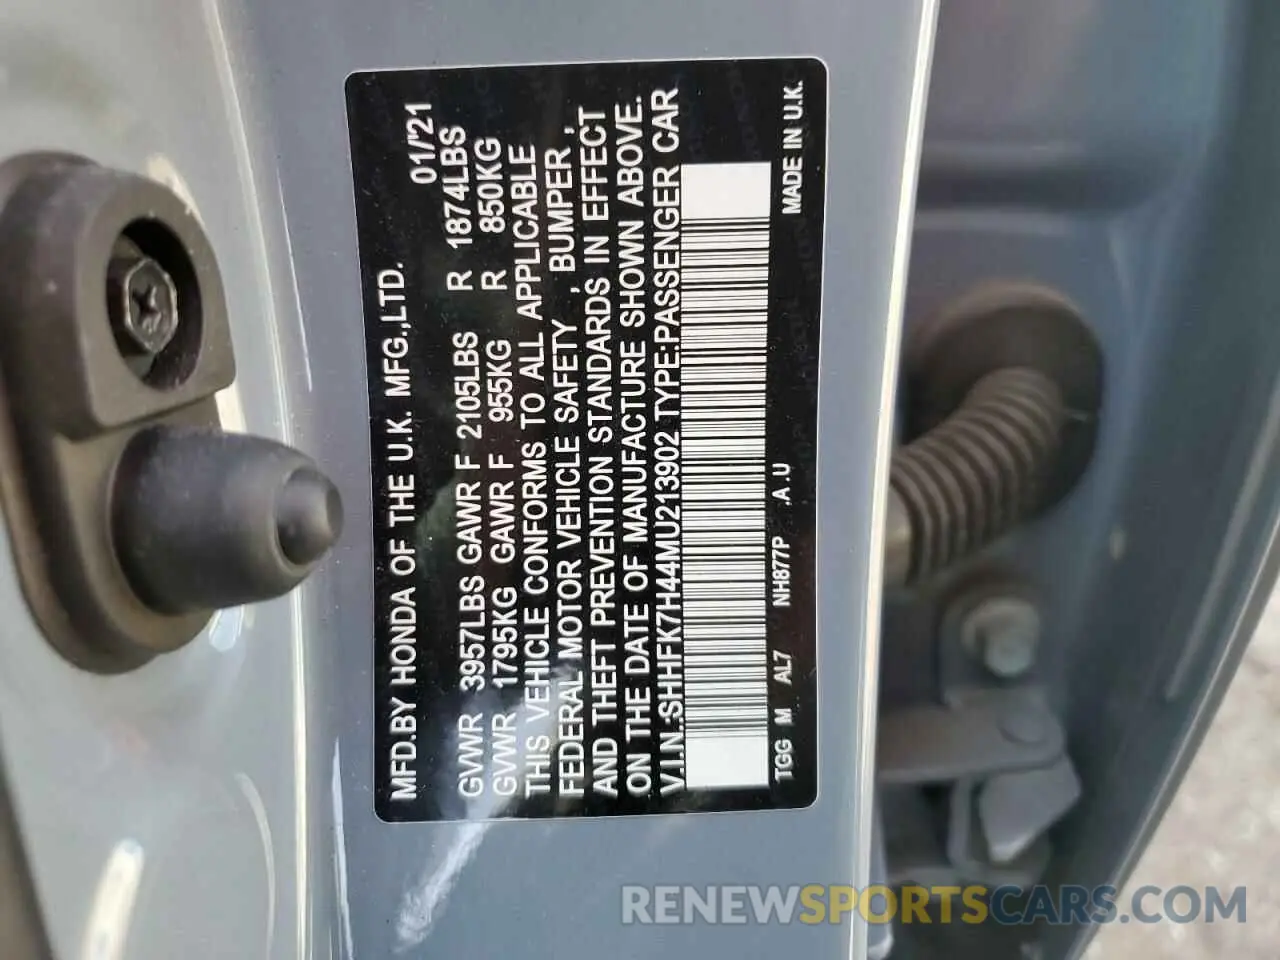 MFD.BY HONDA OF THE U.K. MFG.,LTD. 01/'21
GVWR 3957LBS GAWR F 2105LBS R 1874LBS
GVWR 1795KG GAWR F 955KG R 850KG
THIS VEHICLE CONFORMS TO ALL APPLICABLE
FEDERAL MOTOR VEHICLE SAFETY , BUMPER ,
AND THEFT PREVENTION STANDARDS IN EFFECT
ON THE DATE OF MANUFACTURE SHOWN ABOVE.
V.I.N.:SHHFK7H44MU213902 TYPE:PASSENGER CAR
TGG M AL7 NH877P .A.U MADE IN U.K.
RENEWSPORTSCARS.COM